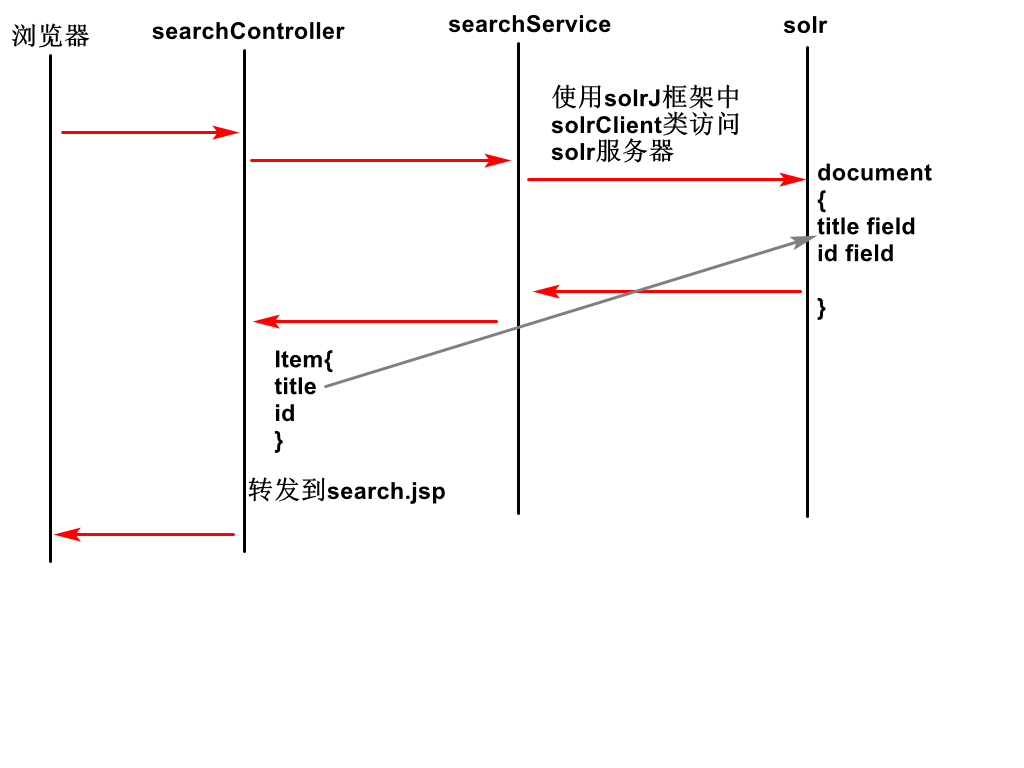 浏览器
searchController
searchService
solr
使用solrJ框架中
solrClient类访问
solr服务器
document
{
title field
id field
}
Item{
title
id
}
转发到search.jsp